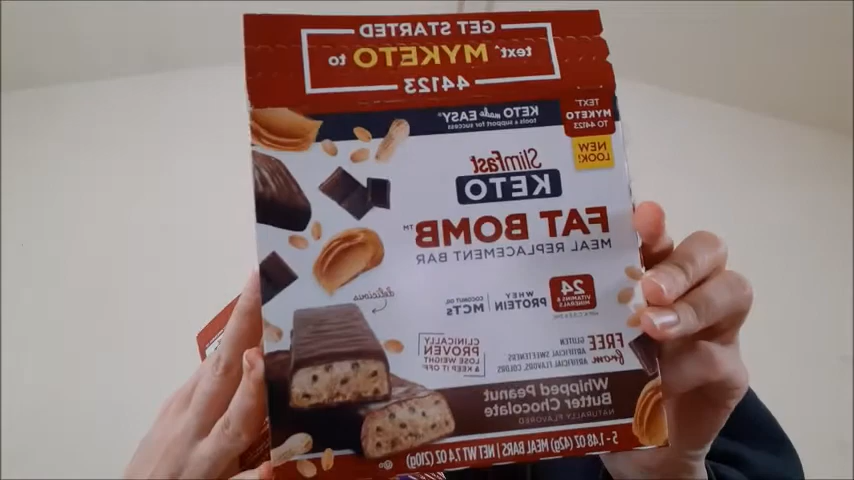 GET STARTED
text MYKETO to
44123
TEXT
MYKETO
TO 44123
KETO made EASY®
tools & support for success
NEW
LOOK!
SlimFast
KETO
FAT BOMB™
MEAL REPLACEMENT BAR
24
VITAMINS &
MINERALS
WHEY
PROTEIN
COCONUT OIL
MCTs
delicious
CLINICALLY
PROVEN
LOSE WEIGHT
& KEEP IT OFF
FREE from
GLUTEN
ARTIFICIAL SWEETENERS
ARTIFICIAL COLORS, FLAVORS
Whipped Peanut
Butter Chocolate
NATURALLY FLAVORED
5 - 1.48 OZ (42g) MEAL BARS | NET WT. 7.4 OZ (210g)